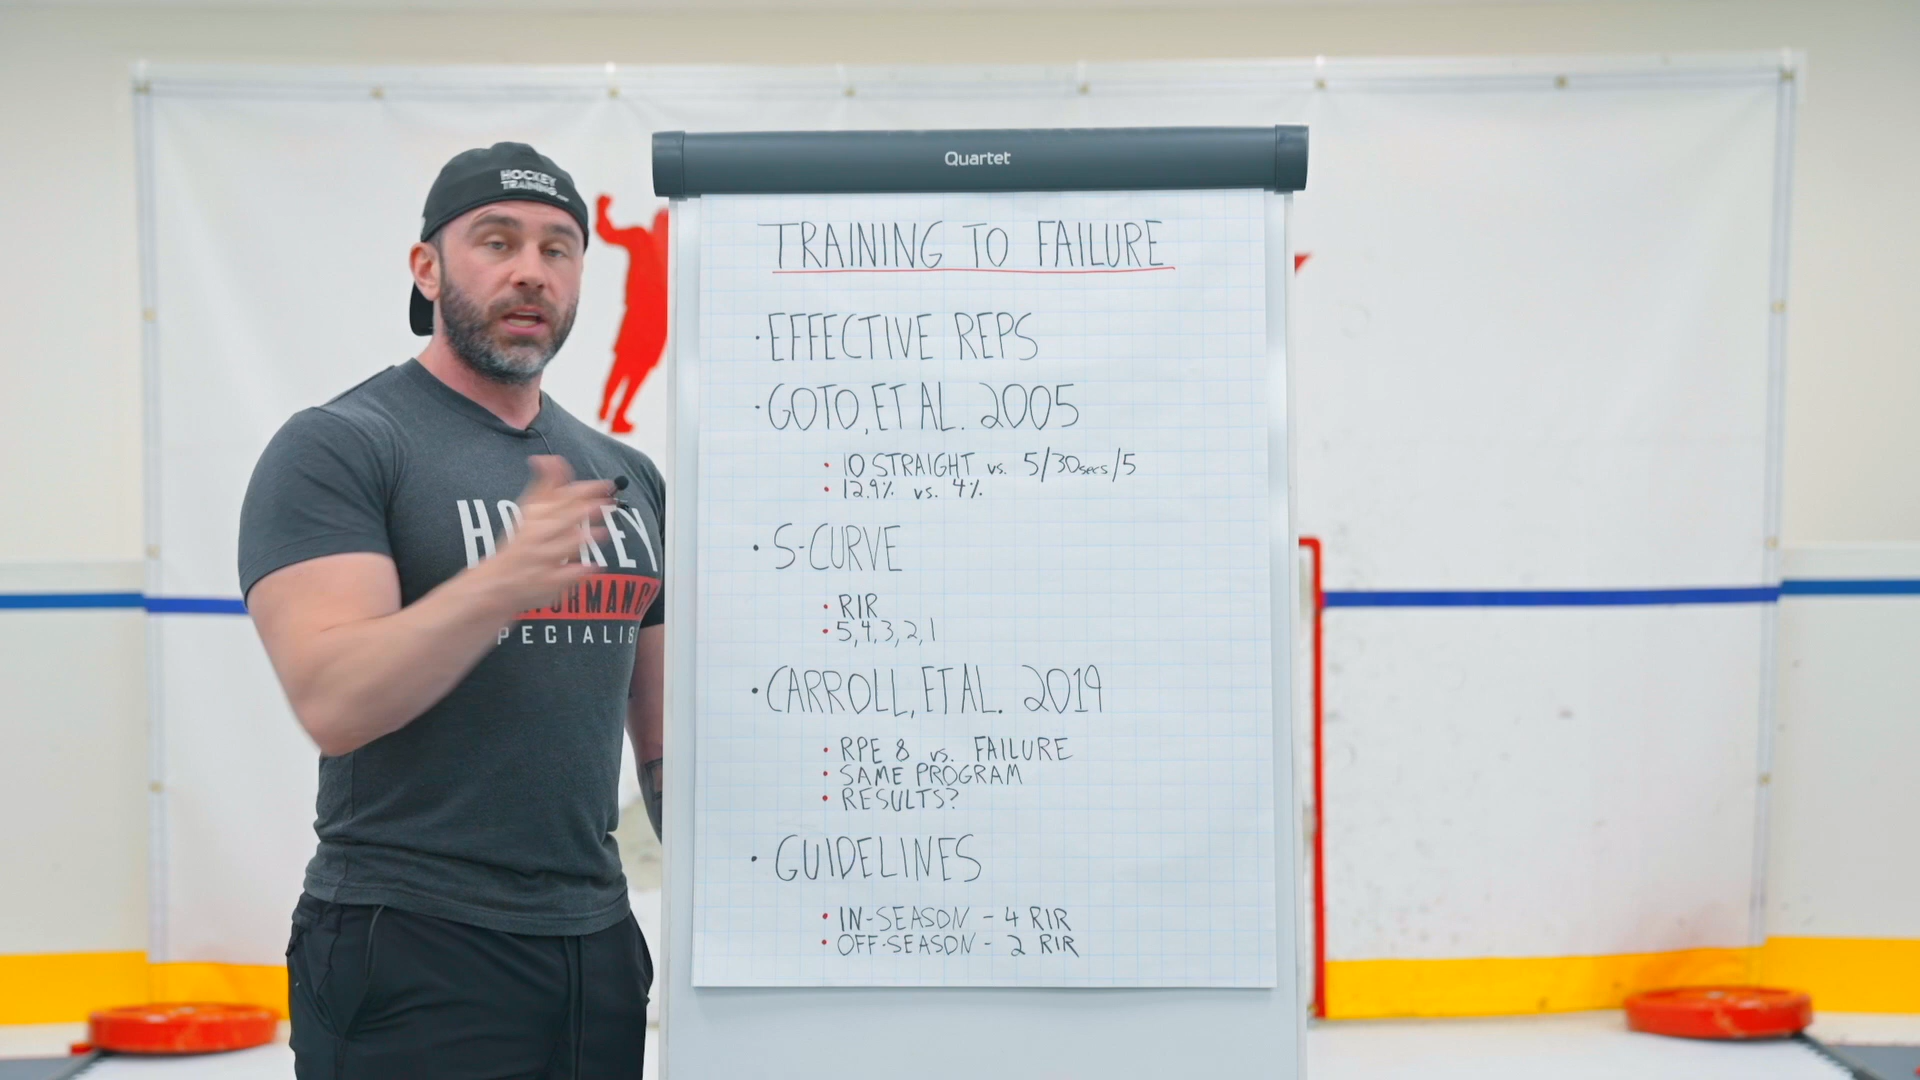 HOCKEY
TRAINING
Quartet
TRAINING TO FAILURE
• EFFECTIVE REPS
• GOTO, ET AL. 2005
• 10 STRAIGHT vs. 5/30secs/5
• 12.9% vs. 4%
• S-CURVE
• RIR
• 5, 4, 3, 2, 1
• CARROLL, ET AL. 2019
• RPE 8 vs. FAILURE
• SAME PROGRAM
• RESULTS?
• GUIDELINES
• IN-SEASON - 4 RIR
• OFF-SEASON - 2 RIR